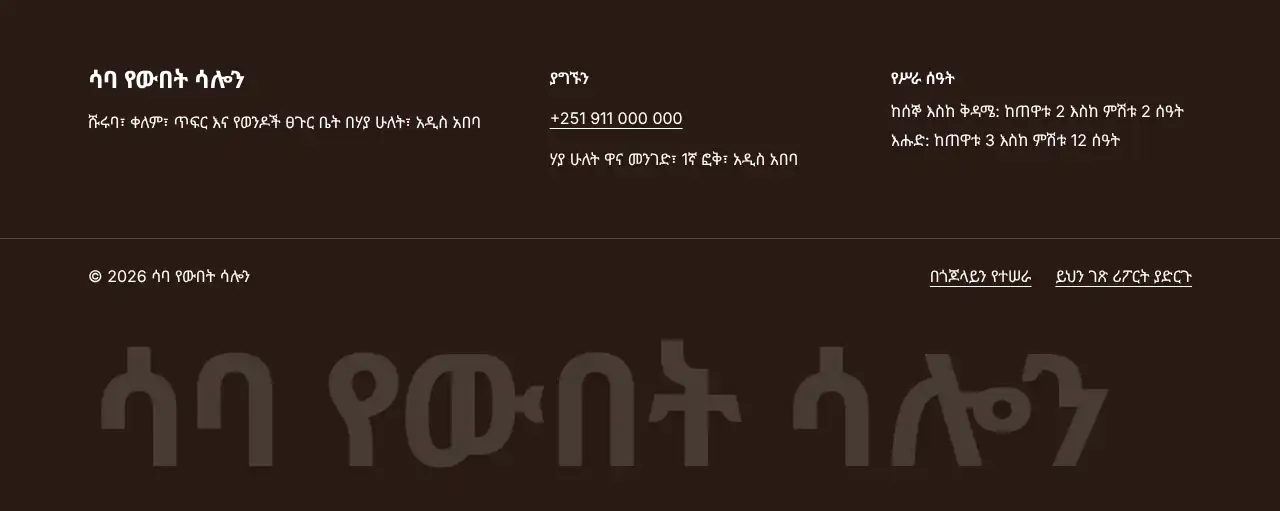 ሳባ የውበት ሳሎን
ሹሩባ፣ ቀለም፣ ጥፍር እና የወንዶች ፀጉር ቤት በሃያ ሁለት፣ አዲስ አበባ
ያግኙን
+251 911 000 000
ሃያ ሁለት ዋና መንገድ፣ 1ኛ ፎቅ፣ አዲስ አበባ
የሥራ ሰዓት
ከሰኞ እስከ ቅዳሜ: ከጠዋቱ 2 እስከ ምሽቱ 2 ሰዓት
እሑድ: ከጠዋቱ 3 እስከ ምሽቱ 12 ሰዓት
© 2026 ሳባ የውበት ሳሎን
በጎጆላይን የተሠራ
ይህን ገጽ ሪፖርት ያድርጉ
ሳባ የውበት ሳሎን